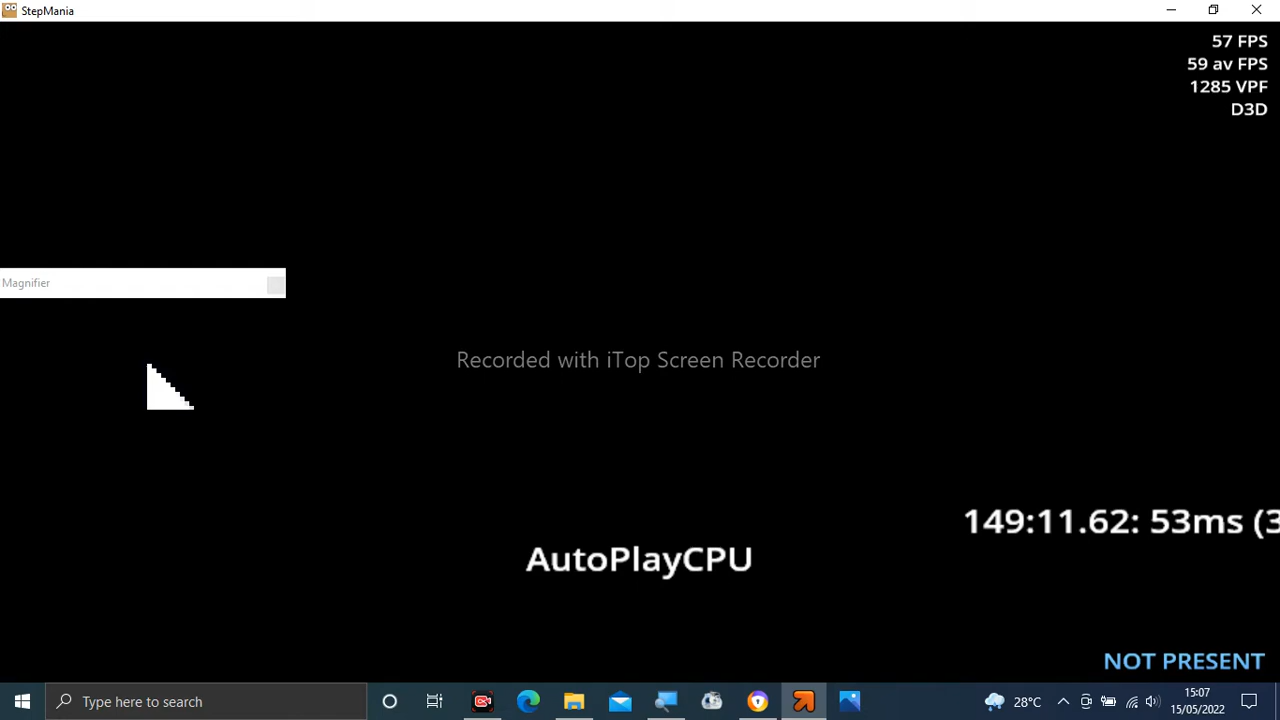 StepMania
57 FPS
59 av FPS
1285 VPF
D3D
Magnifier
Recorded with iTop Screen Recorder
149:11.62: 53ms (3
AutoPlayCPU
NOT PRESENT
Type here to search
28°C
15:07
15/05/2022